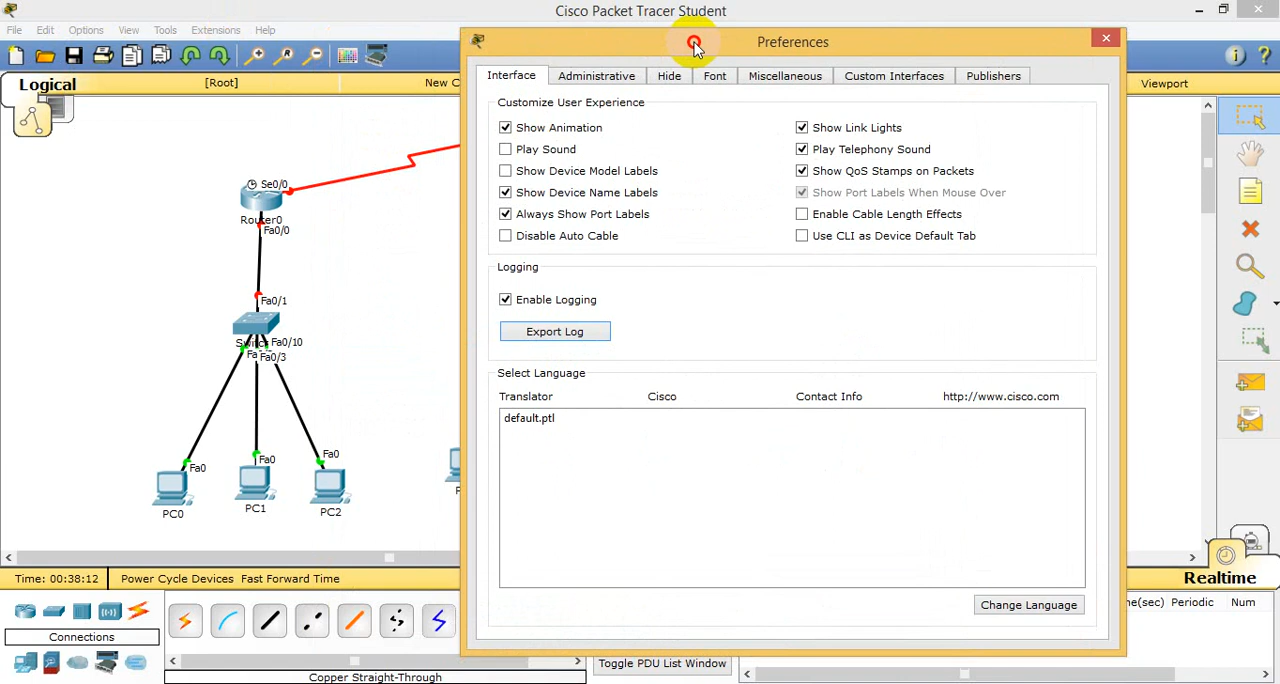 Cisco Packet Tracer Student
File Edit Options View Tools Extensions Help
Preferences
Logical
[Root]
New C
Viewport
Interface Administrative Hide Font Miscellaneous Custom Interfaces Publishers
Customize User Experience
Show Animation
Show Link Lights
Play Sound
Play Telephony Sound
Show Device Model Labels
Show QoS Stamps on Packets
Show Device Name Labels
Show Port Labels When Mouse Over
Always Show Port Labels
Enable Cable Length Effects
Disable Auto Cable
Use CLI as Device Default Tab
Logging
Enable Logging
Export Log
Select Language
Translator Cisco Contact Info http://www.cisco.com
default.ptl
Change Language
Se0/0
Router0
Fa0/0
Fa0/1
Fa0/10
Fa0/3
Fa0
Fa0
Fa0
PC0
PC1
PC2
Time: 00:38:12 Power Cycle Devices Fast Forward Time
Realtime
Periodic Num
Connections
Copper Straight-Through
Toggle PDU List Window